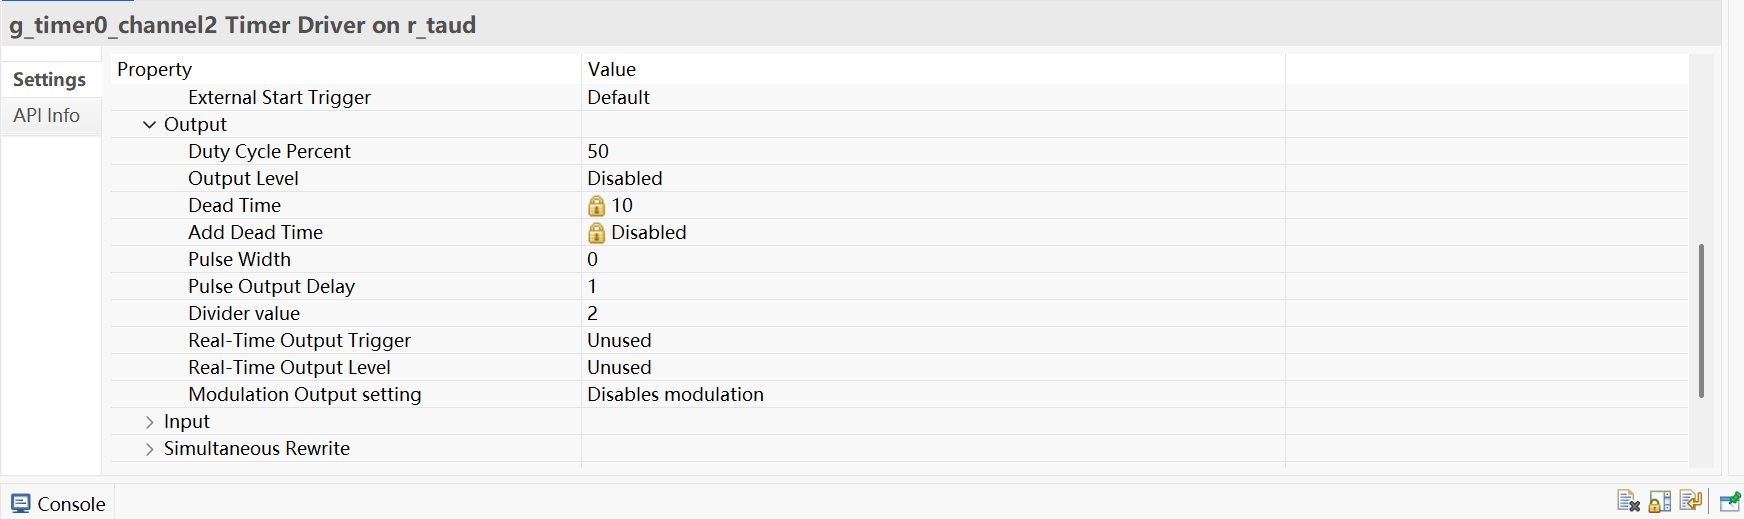 g_timer0_channel2 Timer Driver on r_taud
Settings
API Info
Property Value
External Start Trigger Default
Output
Duty Cycle Percent 50
Output Level Disabled
Dead Time 10
Add Dead Time Disabled
Pulse Width 0
Pulse Output Delay 1
Divider value 2
Real-Time Output Trigger Unused
Real-Time Output Level Unused
Modulation Output setting Disables modulation
Input
Simultaneous Rewrite
Console